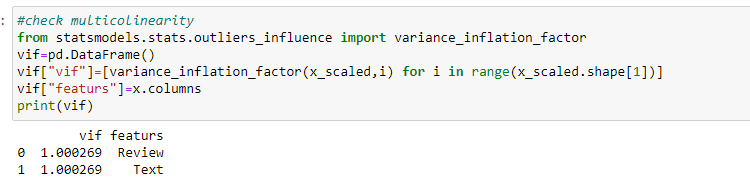 :
#check multicolinearity
from statsmodels.stats.outliers_influence import variance_inflation_factor
vif=pd.DataFrame()
vif["vif"]=[variance_inflation_factor(x_scaled,i) for i in range(x_scaled.shape[1])]
vif["featurs"]=x.columns
print(vif)
vif featurs
0 1.000269 Review
1 1.000269 Text